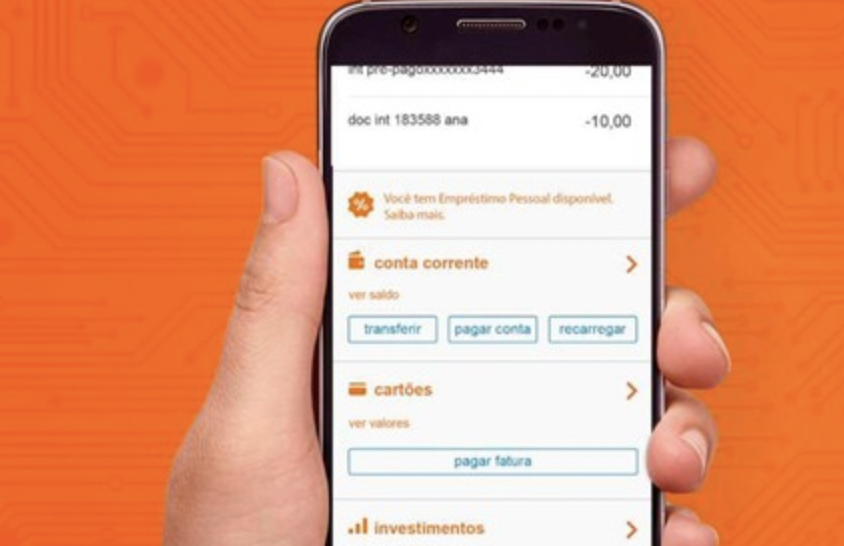 int pré-pagoxxxxxxx3444 -20,00
doc int 183588 ana -10,00
Você tem Empréstimo Pessoal disponível.
Saiba mais.
conta corrente
ver saldo
transferir pagar conta recarregar
cartões
ver valores
pagar fatura
investimentos